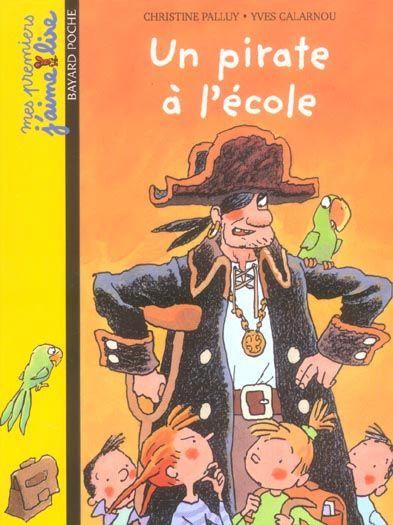 CHRISTINE PALLUY • YVES CALARNOU
Un pirate
à l'école
mes premiers
j'aime lire
BAYARD POCHE